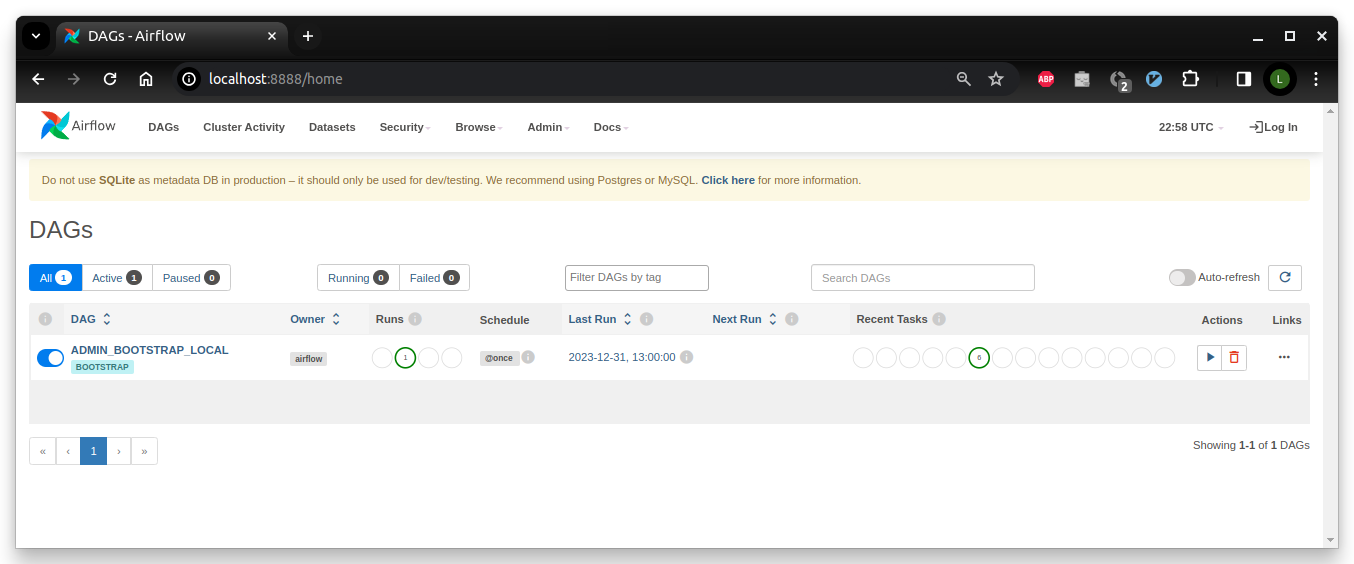 DAGs - Airflow
localhost:8888/home
ABP
2
L
Airflow DAGs Cluster Activity Datasets Security Browse Admin Docs 22:58 UTC Log In
Do not use SQLite as metadata DB in production – it should only be used for dev/testing. We recommend using Postgres or MySQL. Click here for more information.
DAGs
All 1 Active 1 Paused 0 Running 0 Failed 0 Filter DAGs by tag Search DAGs Auto-refresh
DAG Owner Runs Schedule Last Run Next Run Recent Tasks Actions Links
ADMIN_BOOTSTRAP_LOCAL airflow 1 @once 2023-12-31, 13:00:00 6
BOOTSTRAP
« ‹ 1 › »
Showing 1-1 of 1 DAGs